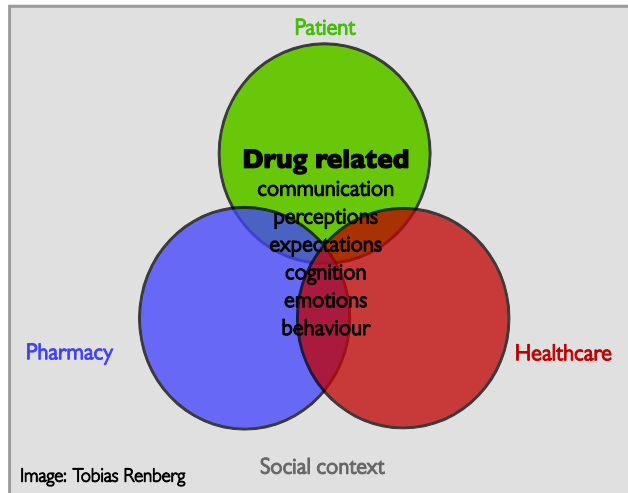 Patient
Drug related
communication
perceptions
expectations
cognition
emotions
behaviour
Pharmacy
Healthcare
Social context
Image: Tobias Renberg